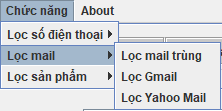 Chức năng About
Lọc số điện thoại
Lọc mail
Lọc sản phẩm
Lọc mail trùng
Lọc Gmail
Lọc Yahoo Mail